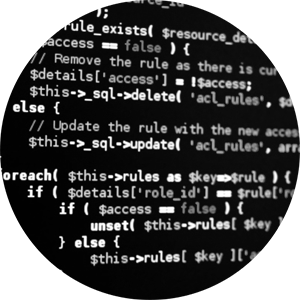 );
rule_exists( $resource_det
$access == false ) {
// Remove the rule as there is cur
$details['access'] = !$access;
$this->_sql->delete( 'acl_rules', $d
else {
// Update the rule with the new acces
$this->_sql->update( 'acl_rules', arra
oreach( $this->rules as $key=>$rule ) {
if ( $details['role_id'] == $rule['r
if ( $access == false ) {
unset( $this->rules[ $key ]
} else {
$this->rules[ $key ]['a